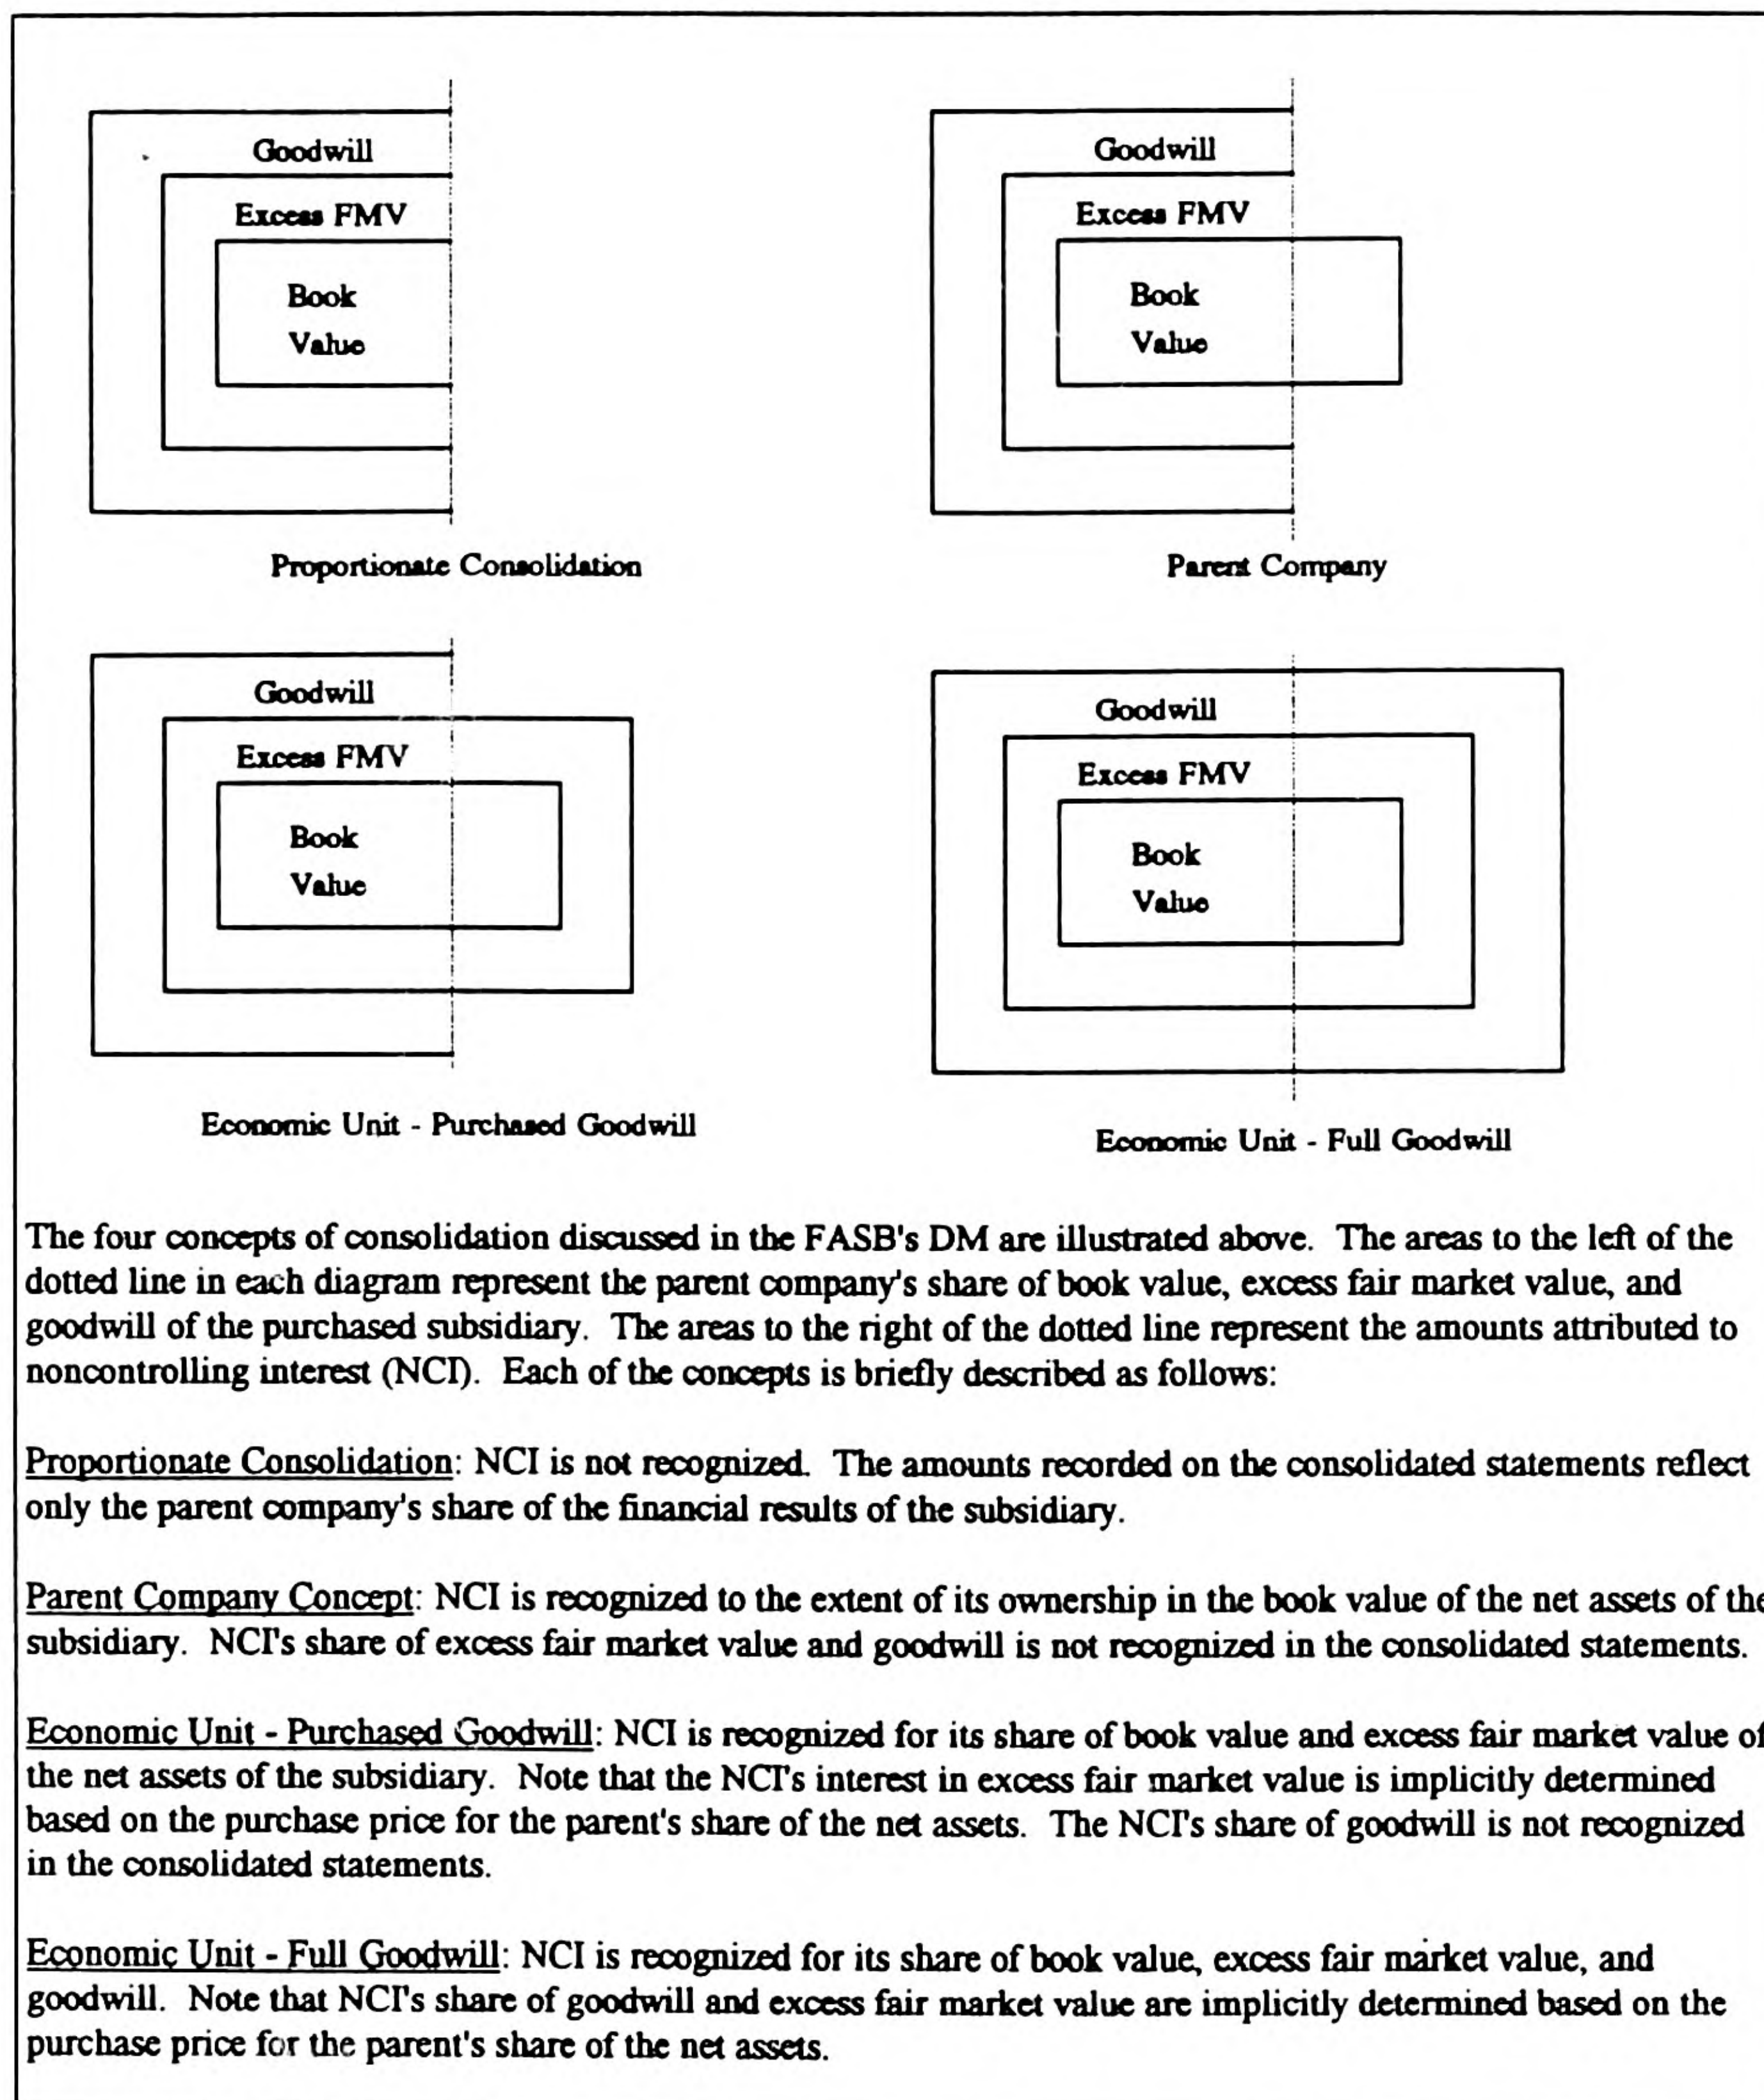 Goodwill
Excess FMV
Book
Value
Proportionate Consolidation
Goodwill
Excess FMV
Book
Value
Parent Company
Goodwill
Excess FMV
Book
Value
Economic Unit - Purchased Goodwill
Goodwill
Excess FMV
Book
Value
Economic Unit - Full Goodwill
The four concepts of consolidation discussed in the FASB's DM are illustrated above. The areas to the left of the
dotted line in each diagram represent the parent company's share of book value, excess fair market value, and
goodwill of the purchased subsidiary. The areas to the right of the dotted line represent the amounts attributed to
noncontrolling interest (NCI). Each of the concepts is briefly described as follows:
Proportionate Consolidation: NCI is not recognized. The amounts recorded on the consolidated statements reflect
only the parent company's share of the financial results of the subsidiary.
Parent Company Concept: NCI is recognized to the extent of its ownership in the book value of the net assets of the
subsidiary. NCI's share of excess fair market value and goodwill is not recognized in the consolidated statements.
Economic Unit - Purchased Goodwill: NCI is recognized for its share of book value and excess fair market value of
the net assets of the subsidiary. Note that the NCI's interest in excess fair market value is implicitly determined
based on the purchase price for the parent's share of the net assets. The NCI's share of goodwill is not recognized
in the consolidated statements.
Economic Unit - Full Goodwill: NCI is recognized for its share of book value, excess fair market value, and
goodwill. Note that NCI's share of goodwill and excess fair market value are implicitly determined based on the
purchase price for the parent's share of the net assets.